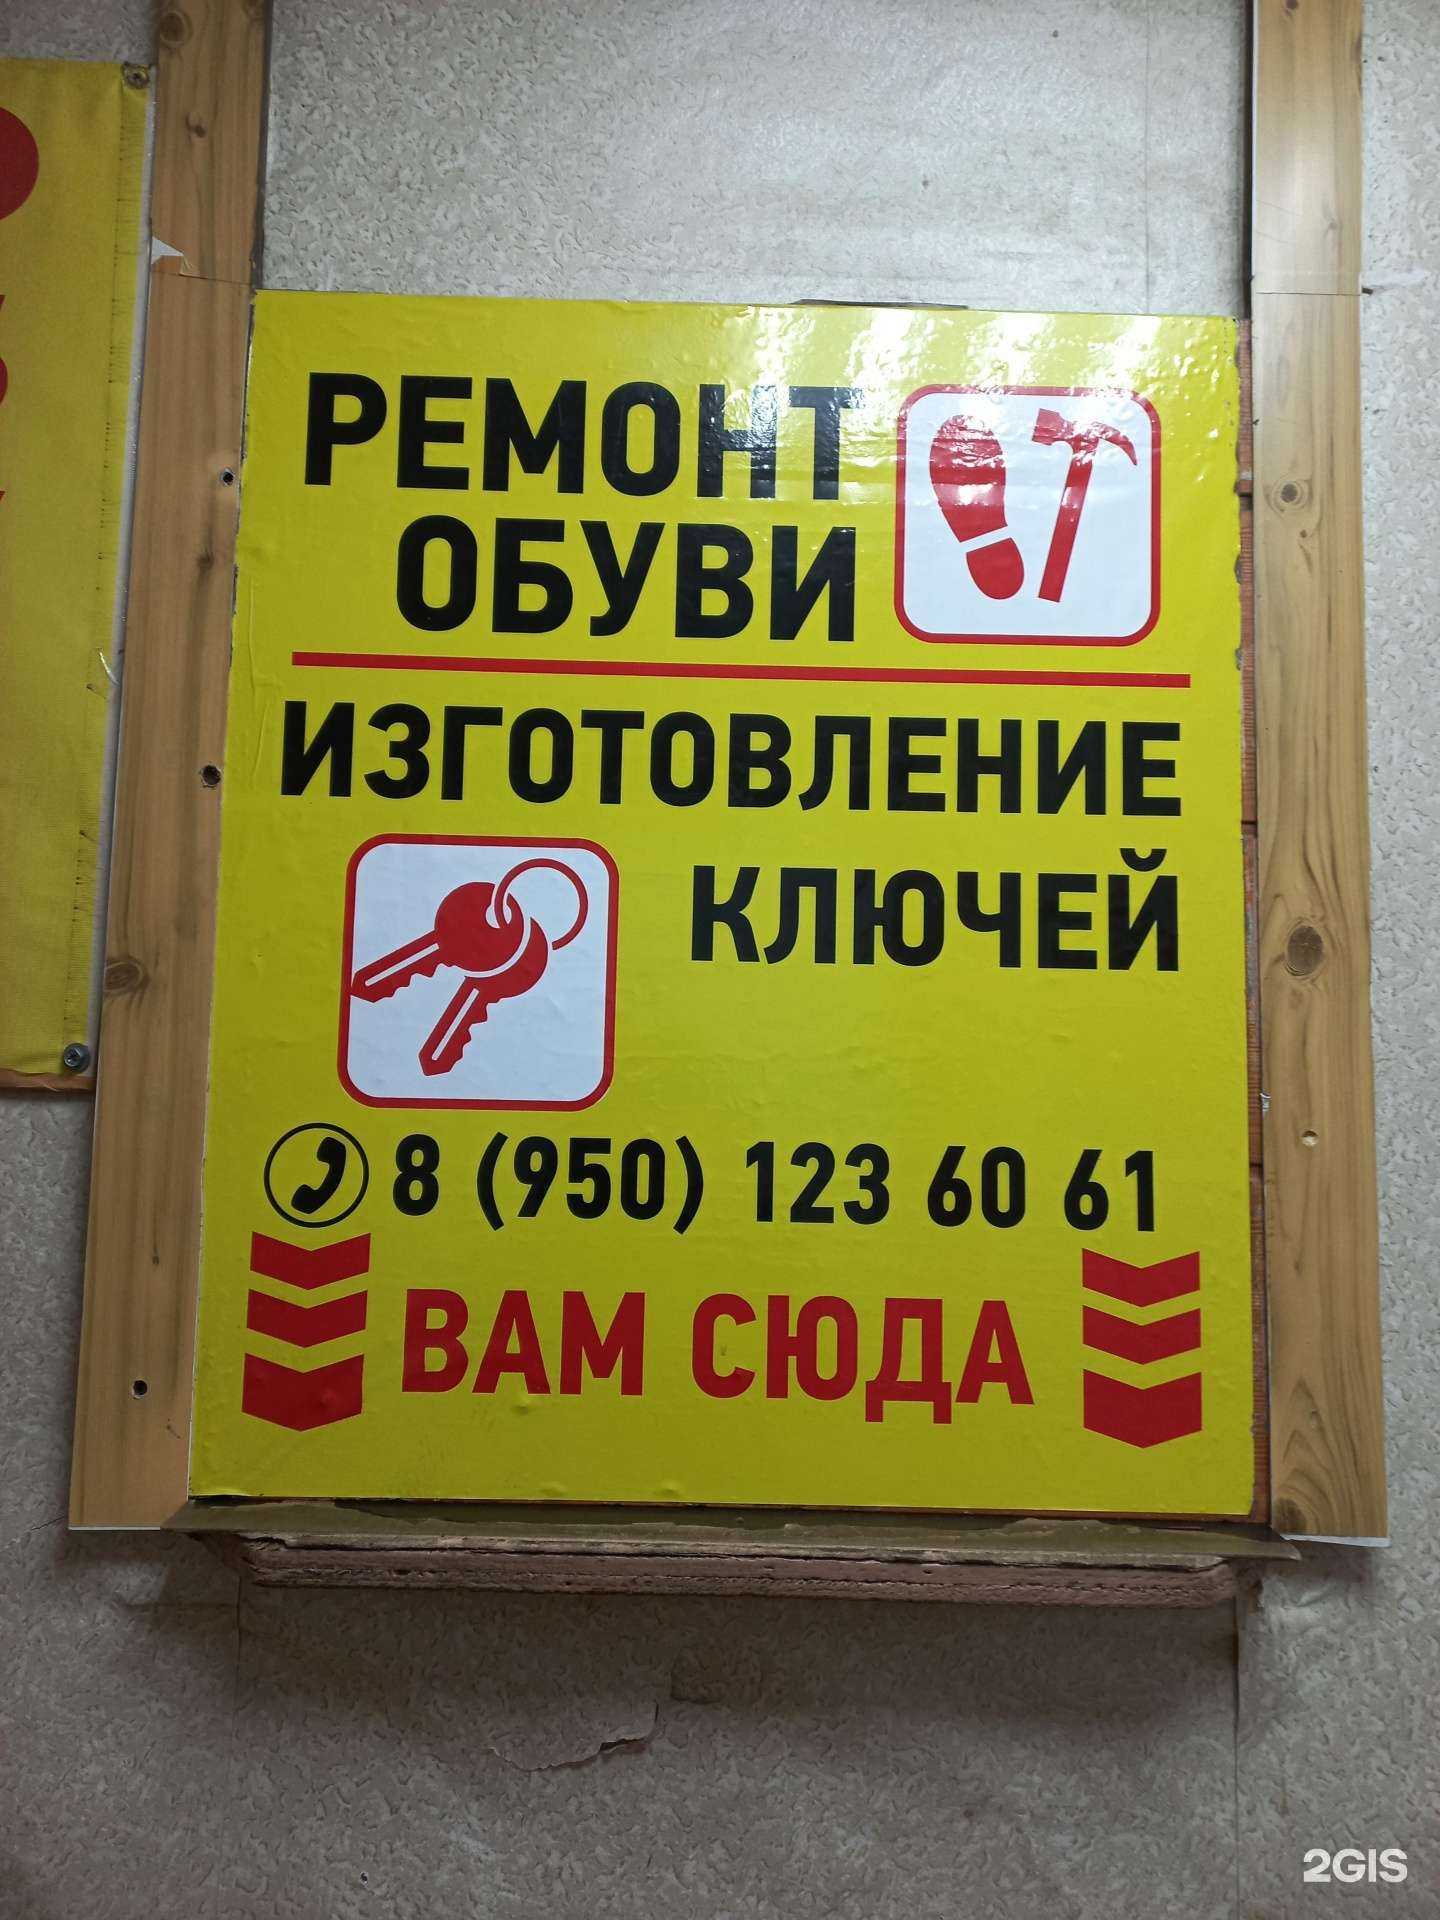 РЕМОНТ
ОБУВИ
ИЗГОТОВЛЕНИЕ
КЛЮЧЕЙ
8 (950) 123 60 61
ВАМ СЮДА
2GIS